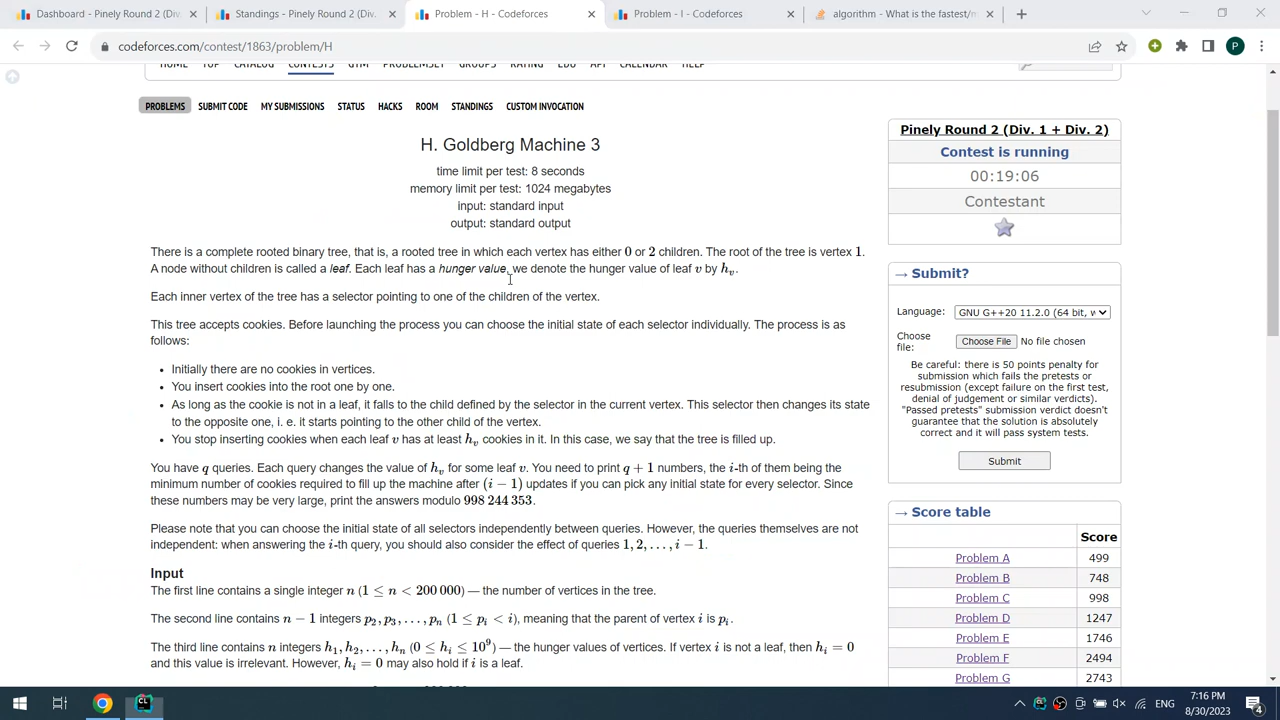 Dashboard - Pinely Round 2 (Div.
Standings - Pinely Round 2 (Div.
Problem - H - Codeforces
Problem - I - Codeforces
algorithm - What is the fastest/m
codeforces.com/contest/1863/problem/H
P
HOME TOP CATALOG CONTESTS GYM PROBLEMSET GROUPS RATING EDU API CALENDAR HELP
PROBLEMS SUBMIT CODE MY SUBMISSIONS STATUS HACKS ROOM STANDINGS CUSTOM INVOCATION
H. Goldberg Machine 3
time limit per test: 8 seconds
memory limit per test: 1024 megabytes
input: standard input
output: standard output
There is a complete rooted binary tree, that is, a rooted tree in which each vertex has either 0 or 2 children. The root of the tree is vertex 1.
A node without children is called a leaf. Each leaf has a hunger value, we denote the hunger value of leaf v by h_v.
Each inner vertex of the tree has a selector pointing to one of the children of the vertex.
This tree accepts cookies. Before launching the process you can choose the initial state of each selector individually. The process is as
follows:
• Initially there are no cookies in vertices.
• You insert cookies into the root one by one.
• As long as the cookie is not in a leaf, it falls to the child defined by the selector in the current vertex. This selector then changes its state
to the opposite one, i. e. it starts pointing to the other child of the vertex.
• You stop inserting cookies when each leaf v has at least h_v cookies in it. In this case, we say that the tree is filled up.
You have q queries. Each query changes the value of h_v for some leaf v. You need to print q + 1 numbers, the i-th of them being the
minimum number of cookies required to fill up the machine after (i − 1) updates if you can pick any initial state for every selector. Since
these numbers may be very large, print the answers modulo 998 244 353.
Please note that you can choose the initial state of all selectors independently between queries. However, the queries themselves are not
independent: when answering the i-th query, you should also consider the effect of queries 1, 2, …, i − 1.
Input
The first line contains a single integer n (1 ≤ n < 200 000) — the number of vertices in the tree.
The second line contains n − 1 integers p_2, p_3, …, p_n (1 ≤ p_i < i), meaning that the parent of vertex i is p_i.
The third line contains n integers h_1, h_2, …, h_n (0 ≤ h_i ≤ 10^9) — the hunger values of vertices. If vertex i is not a leaf, then h_i = 0
and this value is irrelevant. However, h_i = 0 may also hold if i is a leaf.
Pinely Round 2 (Div. 1 + Div. 2)
Contest is running
00:19:06
Contestant
→ Submit?
Language: GNU G++20 11.2.0 (64 bit, w
Choose
file: Choose File No file chosen
Be careful: there is 50 points penalty for
submission which fails the pretests or
resubmission (except failure on the first test,
denial of judgement or similar verdicts).
"Passed pretests" submission verdict doesn't
guarantee that the solution is absolutely
correct and it will pass system tests.
Submit
→ Score table
Score
Problem A 499
Problem B 748
Problem C 998
Problem D 1247
Problem E 1746
Problem F 2494
Problem G 2743
CL
ENG
7:16 PM
8/30/2023
4